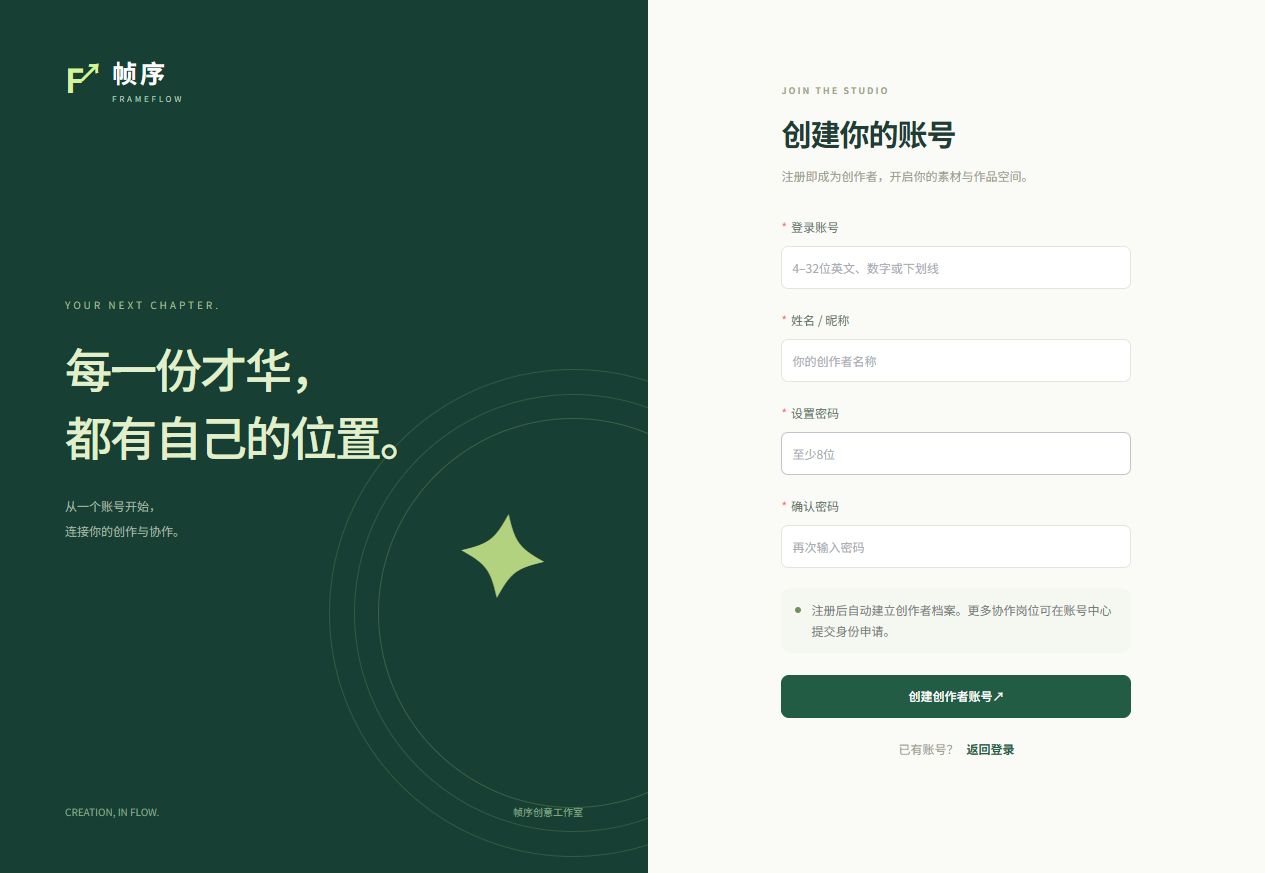 帧序
FRAMEFLOW
YOUR NEXT CHAPTER.
每一份才华，
都有自己的位置。
从一个账号开始，
连接你的创作与协作。
CREATION, IN FLOW.
帧序创意工作室
JOIN THE STUDIO
创建你的账号
注册即成为创作者，开启你的素材与作品空间。
* 登录账号
4–32位英文、数字或下划线
* 姓名 / 昵称
你的创作者名称
* 设置密码
至少8位
* 确认密码
再次输入密码
注册后自动建立创作者档案。更多协作岗位可在账号中心
提交身份申请。
创建创作者账号↗
已有账号？ 返回登录